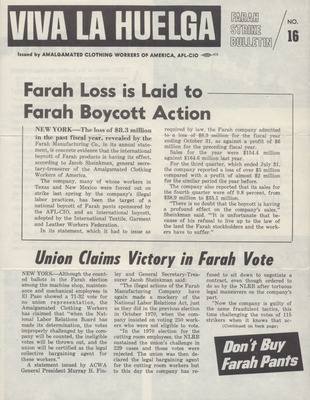 VIVA LA HUELGA
FARAH
STRIKE
BULLETIN
NO.
16
Issued by AMALGAMATED CLOTHING WORKERS OF AMERICA, AFL-CIO
Farah Loss is Laid to
Farah Boycott Action
NEW YORK—The loss of $8.3 million
in the past fiscal year, revealed by the
Farah Manufacturing Co., in its annual state-
ment, is concrete evidence that the international
boycott of Farah products is having its effect,
according to Jacob Sheinkman, general secre-
tary-treasurer of the Amalgamated Clothing
Workers of America.
The company, many of whose workers in
Texas and New Mexico were forced out on
strike last spring by the company's illegal
labor practices, has been the target of a
national boycott of Farah pants sponsored by
the AFL-CIO, and an international boycott,
adopted by the International Textile, Garment
and Leather Workers Federation.
In its statement, which it had to issue as
required by law, the Farah company admitted
to a loss of $8.3 million for the fiscal year
ending October 31, as against a profit of $6
million for the preceding fiscal year.
Sales for the year were $154.4 million
against $164.6 million last year.
For the third quarter, which ended July 31,
the company reported a loss of over $5 million
compared with a profit of almost $2 million
for the similar period the year before.
The company also reported that its sales for
the fourth quarter were off 9.8 percent, from
$38.9 million to $35.1 million.
"There is no doubt that the boycott is having
a profound effect on the company's sales,"
Sheinkman said. "It is unfortunate that be-
cause of his refusal to live up to the law of
the land the Farah stockholders and the work-
ers have to suffer."
Union Claims Victory in Farah Vote
NEW YORK—Although the count-
ed ballots in the Farah election
among the machine shop, mainten-
ance and mechanical employees in
El Paso showed a 71-32 vote for
no union representation, the
Amalgamated Clothing Workers
has claimed that "when the Nat-
ional Labor Relations Board has
made its determination, the votes
improperly challenged by the com-
pany will be counted, the ineligible
votes will be thrown out, and the
union will be certified as the legal
collective bargaining agent for
these workers."
A statement issued by ACWA
General President Murray H. Fin-
ley and General Secretary-Treas-
urer Jacob Sheinkman said:
"The illegal actions of the Farah
Manufacturing Company have
again made a mockery of the
National Labor Relations Act, just
as they did in the previous election
in October 1970, when the com-
pany insisted on voting 250 work-
ers who were not eligible to vote.
"In the 1970 election for the
cutting room employees, the NLRB
sustained the union's challenge in
229 cases and those votes were
rejected. The union was then de-
clared the legal bargaining agent
for the cutting room workers but
to this day the company has re-
fused to sit down to negotiate a
contract, even though ordered to
do so by the NLRB after tortuous
legal maneuvers on the company's
part.
"Now the company is guilty of
the same fraudulent tactics, this
time challenging the votes of 115
strikers when it knows that ac-
(Continued on back page)
Don't Buy
Farah Pants